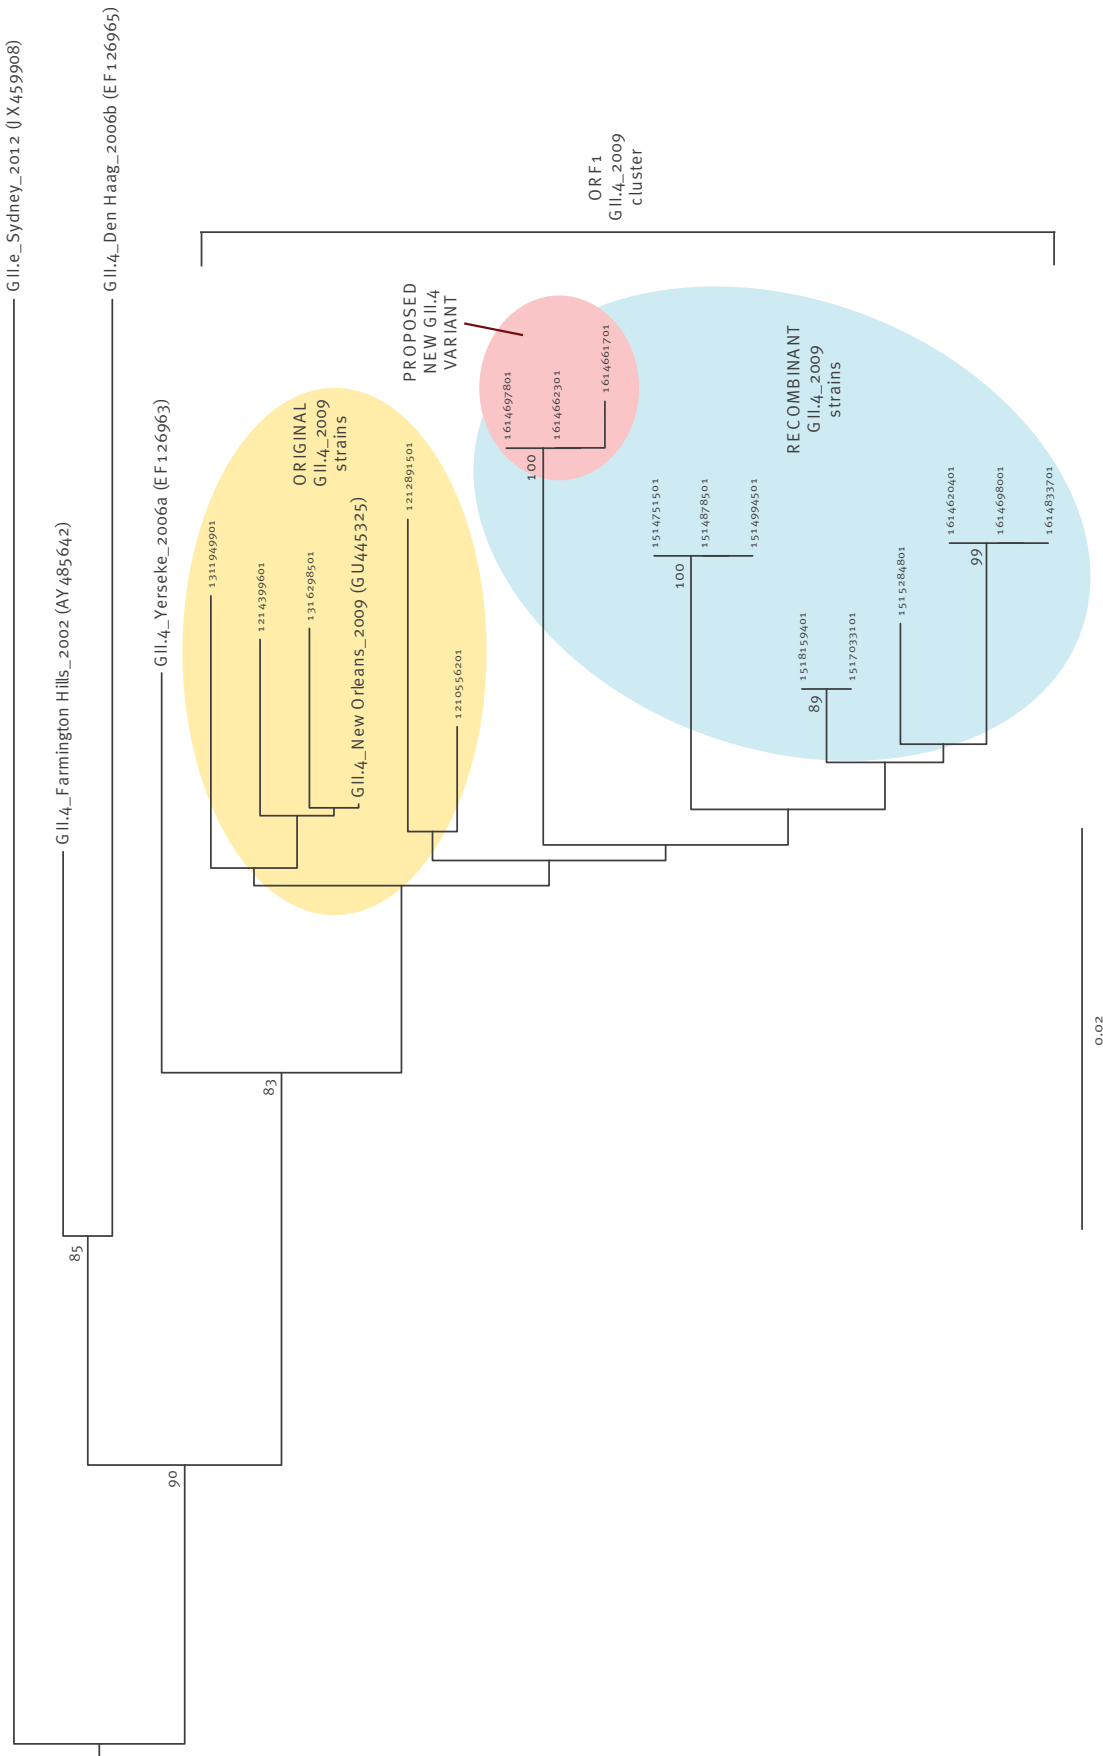 GII.e_Sydney_2012 (JX459908)
GII.4_Farmington Hills_2002 (AY485642)
85
GII.4_Den Haag_2006b (EF126965)
90
GII.4_Yerseke_2006a (EF126963)
83
1311949901
1214399601
1316298501
GII.4_New Orleans_2009 (GU445325)
ORIGINAL
GII.4_2009
strains
1212891501
1210556201
PROPOSED
NEW GII.4
VARIANT
1614697801
100
1614662301
1614661701
ORF1
GII.4_2009
cluster
1514751501
100
1514878501
1514994501
RECOMBINANT
GII.4_2009
strains
1518159401
89
1517033101
1515284801
1614620401
99
1614698001
1614833701
0.02